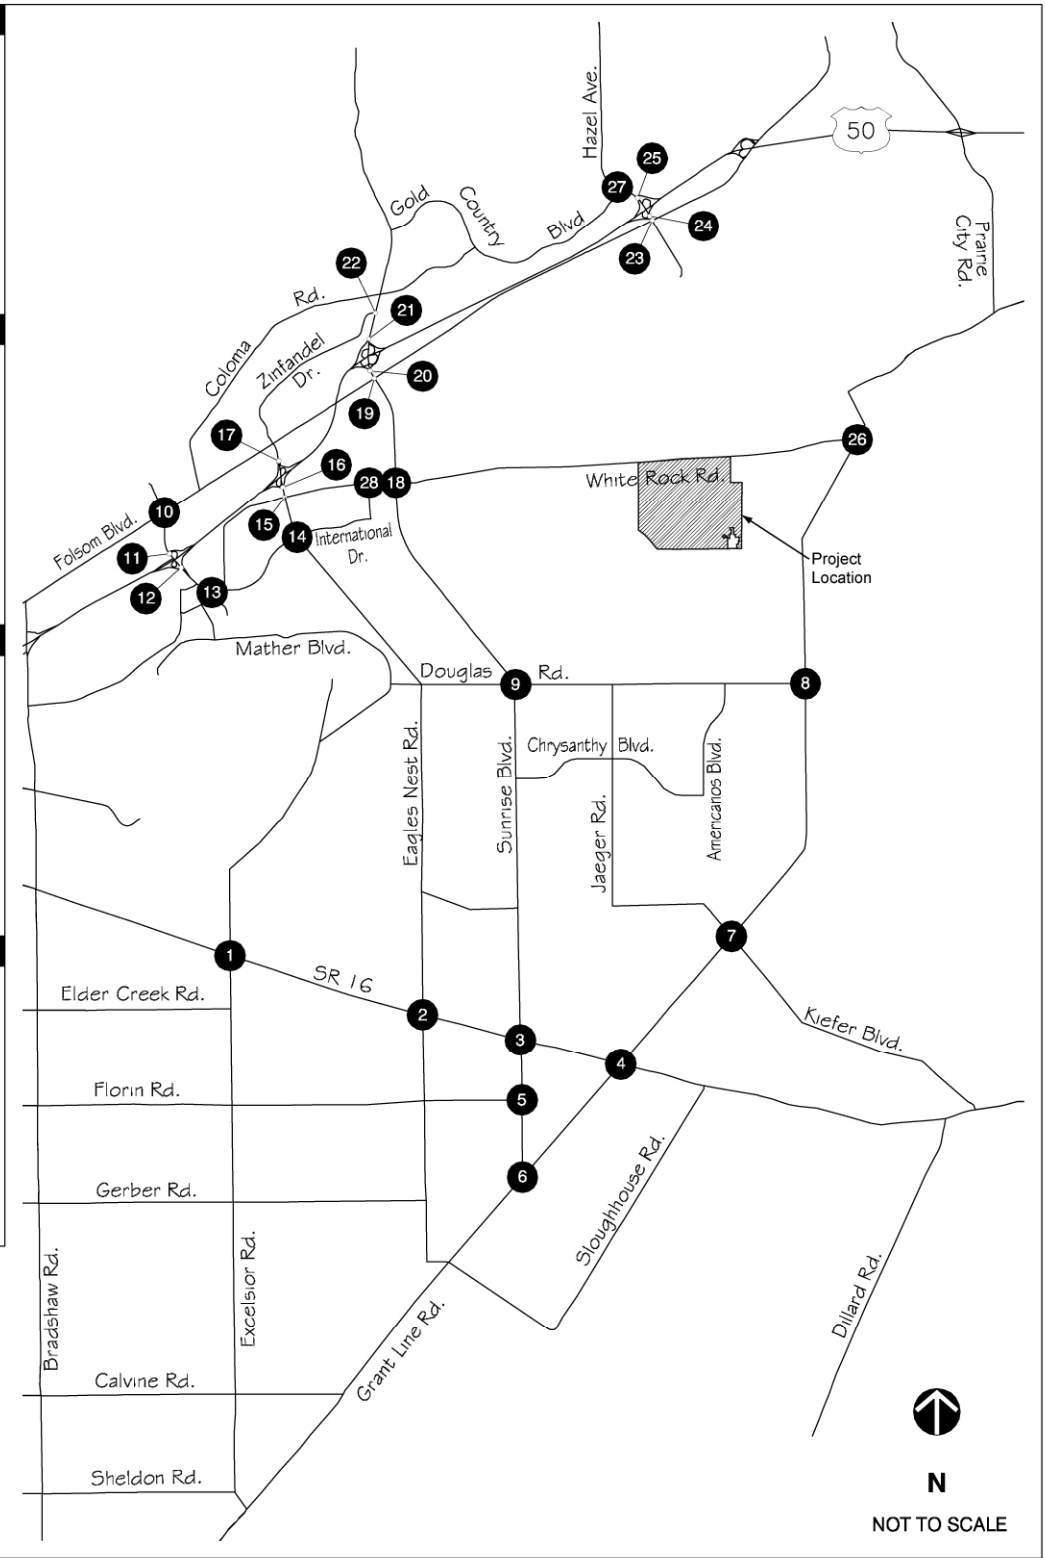 Hazel Ave.
50
25
27
Gold
Country
Blvd
24
23
Prairie
City Rd.
22
Rd.
21
Coloma
Zinfandel
Dr.
20
19
17
16
26
28
18
White Rock Rd.
10
15
14
International
Dr.
Folsom Blvd.
11
12
13
Project
Location
Mather Blvd.
Douglas
9
Rd.
8
Eagles Nest Rd.
Sunrise Blvd.
Chrysanthy
Blvd.
Jaeger Rd.
Americanos Blvd.
7
1
SR 16
Elder Creek Rd.
2
3
4
Kiefer Blvd.
Florin Rd.
5
6
Gerber Rd.
Sloughhouse Rd.
Bradshaw Rd.
Excelsior Rd.
Grant Line Rd.
Dillard Rd.
Calvine Rd.
Sheldon Rd.
N
NOT TO SCALE